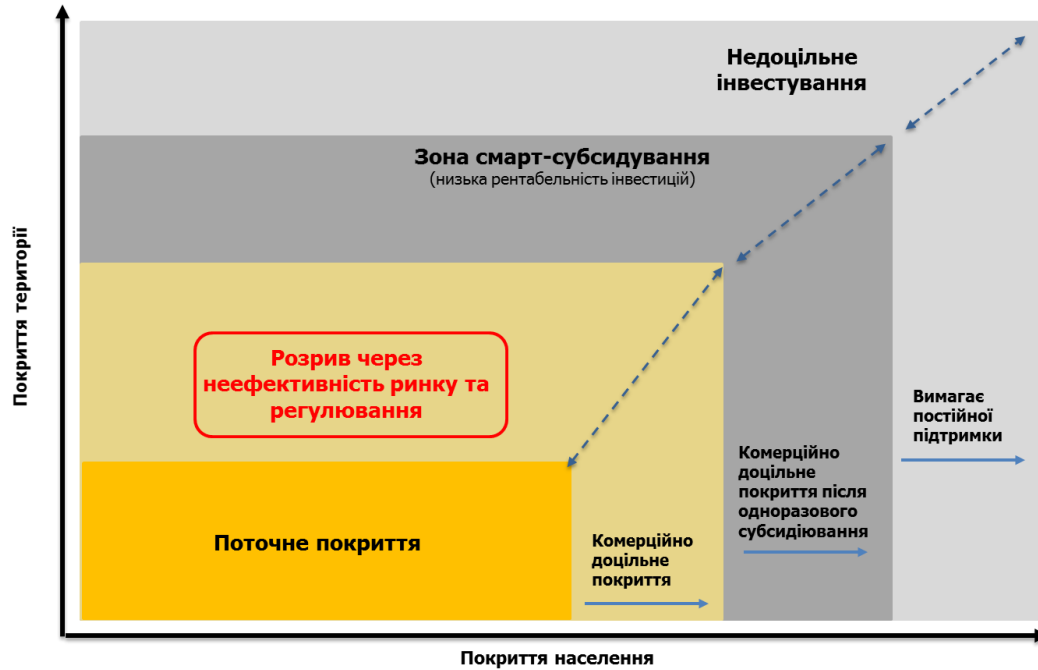 Недоцільне
інвестування
Зона смарт-субсидування
(низька рентабельність інвестицій)
Розрив через
неефективність ринку та
регулювання
Вимагає
постійної
підтримки
Комерційно
доцільне
покриття після
одноразового
субсидіювання
Поточне покриття
Комерційно
доцільне
покриття
Покриття території
Покриття населення